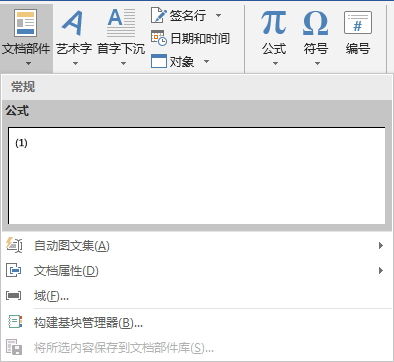 签名行
日期和时间
对象
文档部件 艺术字 首字下沉 公式 符号 编号
常规
公式
(1)
自动图文集(A)
文档属性(D)
域(F)...
构建基块管理器(B)...
将所选内容保存到文档部件库(S)...